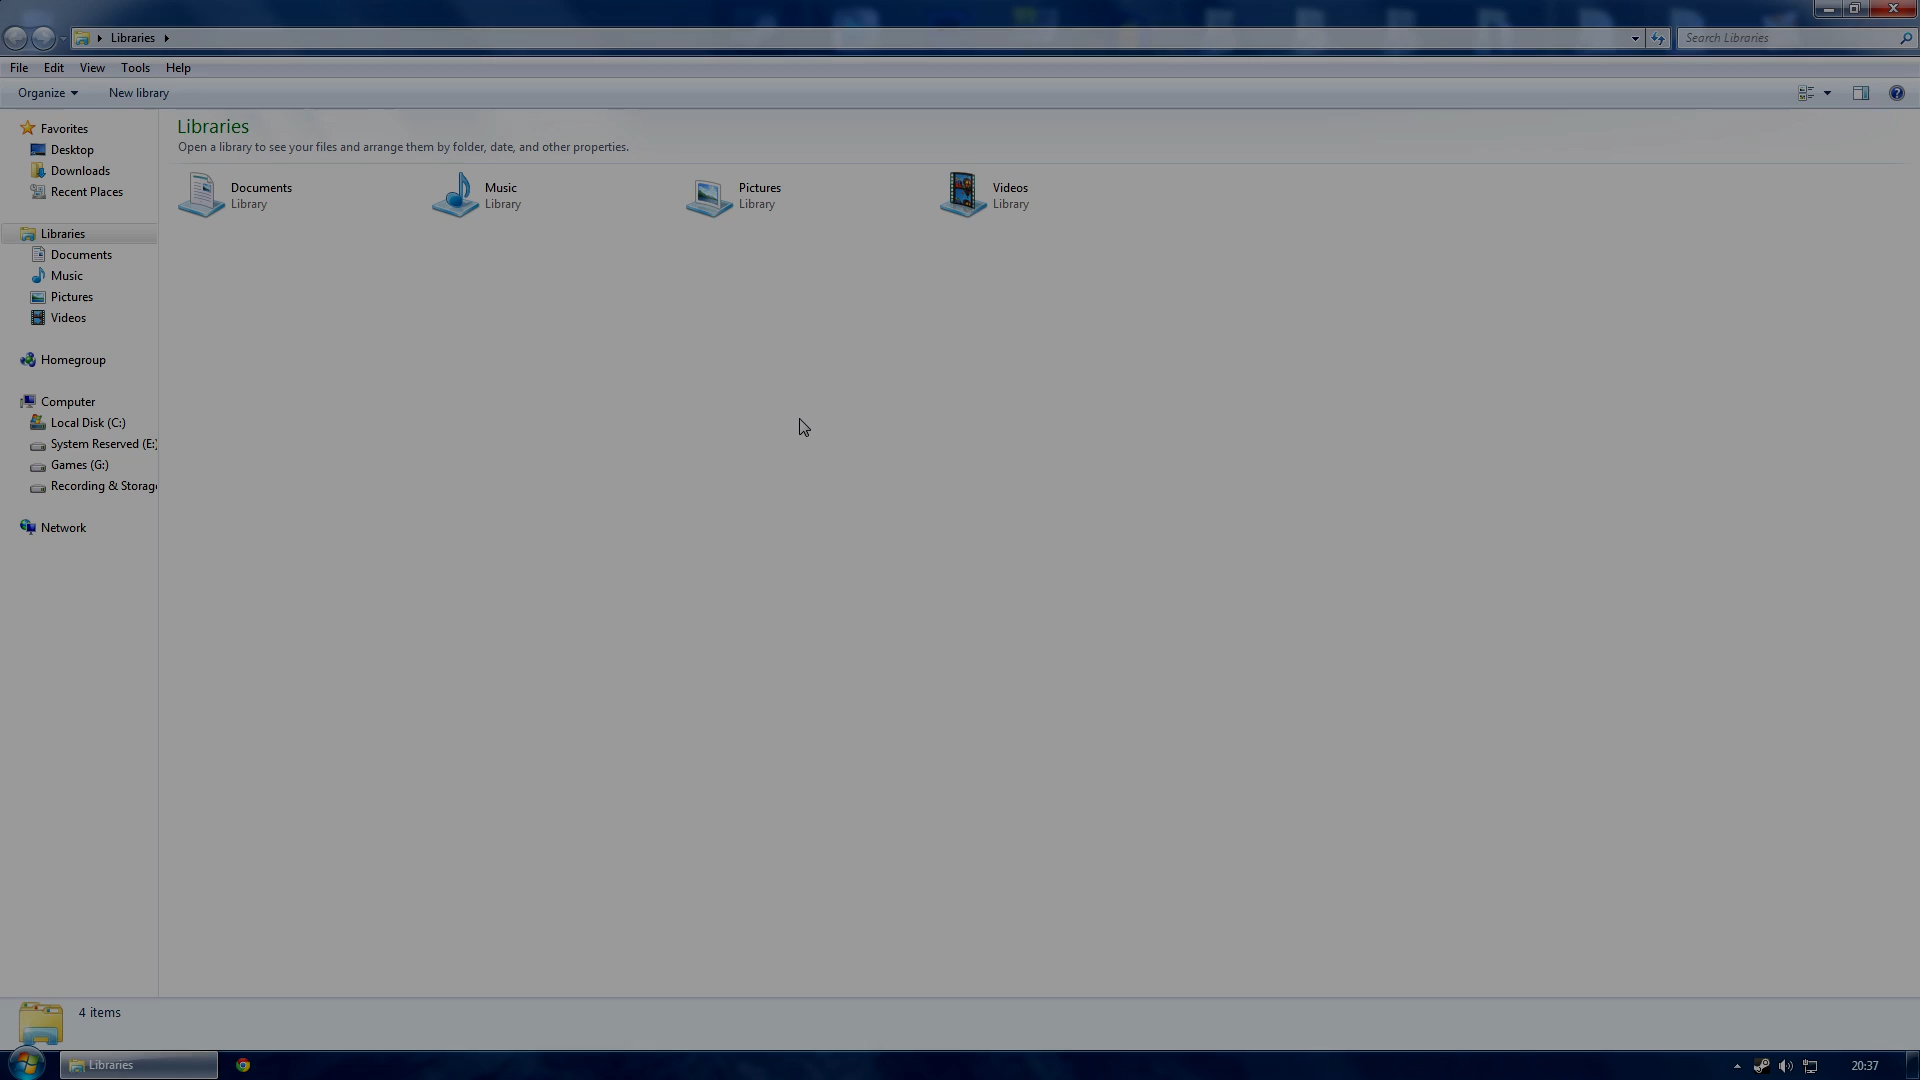 Libraries
Search Libraries
File Edit View Tools Help
Organize New library
Favorites
Desktop
Downloads
Recent Places
Libraries
Documents
Music
Pictures
Videos
Homegroup
Computer
Local Disk (C:)
System Reserved (E:)
Games (G:)
Recording & Storag
Network
Libraries
Open a library to see your files and arrange them by folder, date, and other properties.
Documents
Library
Music
Library
Pictures
Library
Videos
Library
4 items
Libraries
20:37